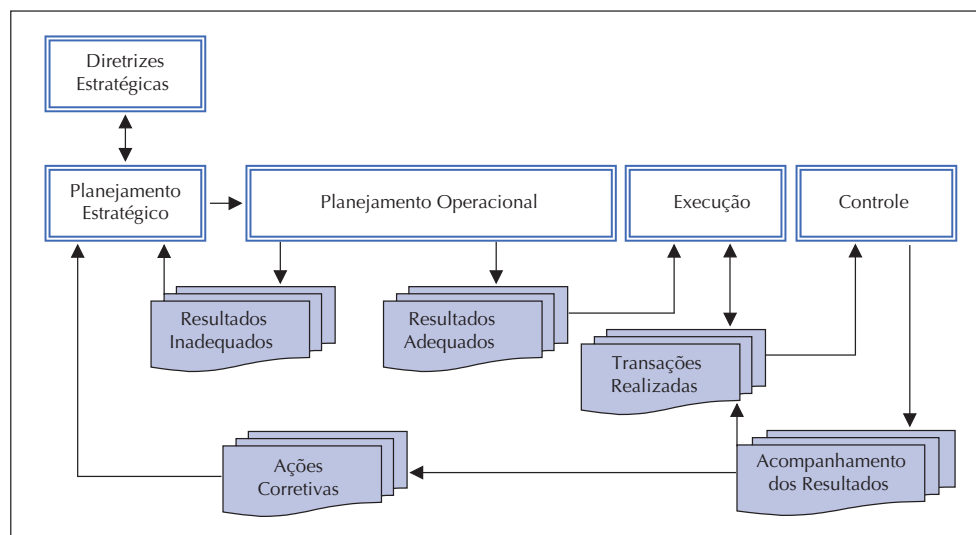 Diretrizes
Estratégicas
Planejamento
Estratégico
Planejamento Operacional
Execução
Controle
Resultados
Inadequados
Resultados
Adequados
Transações
Realizadas
Ações
Corretivas
Acompanhamento
dos Resultados